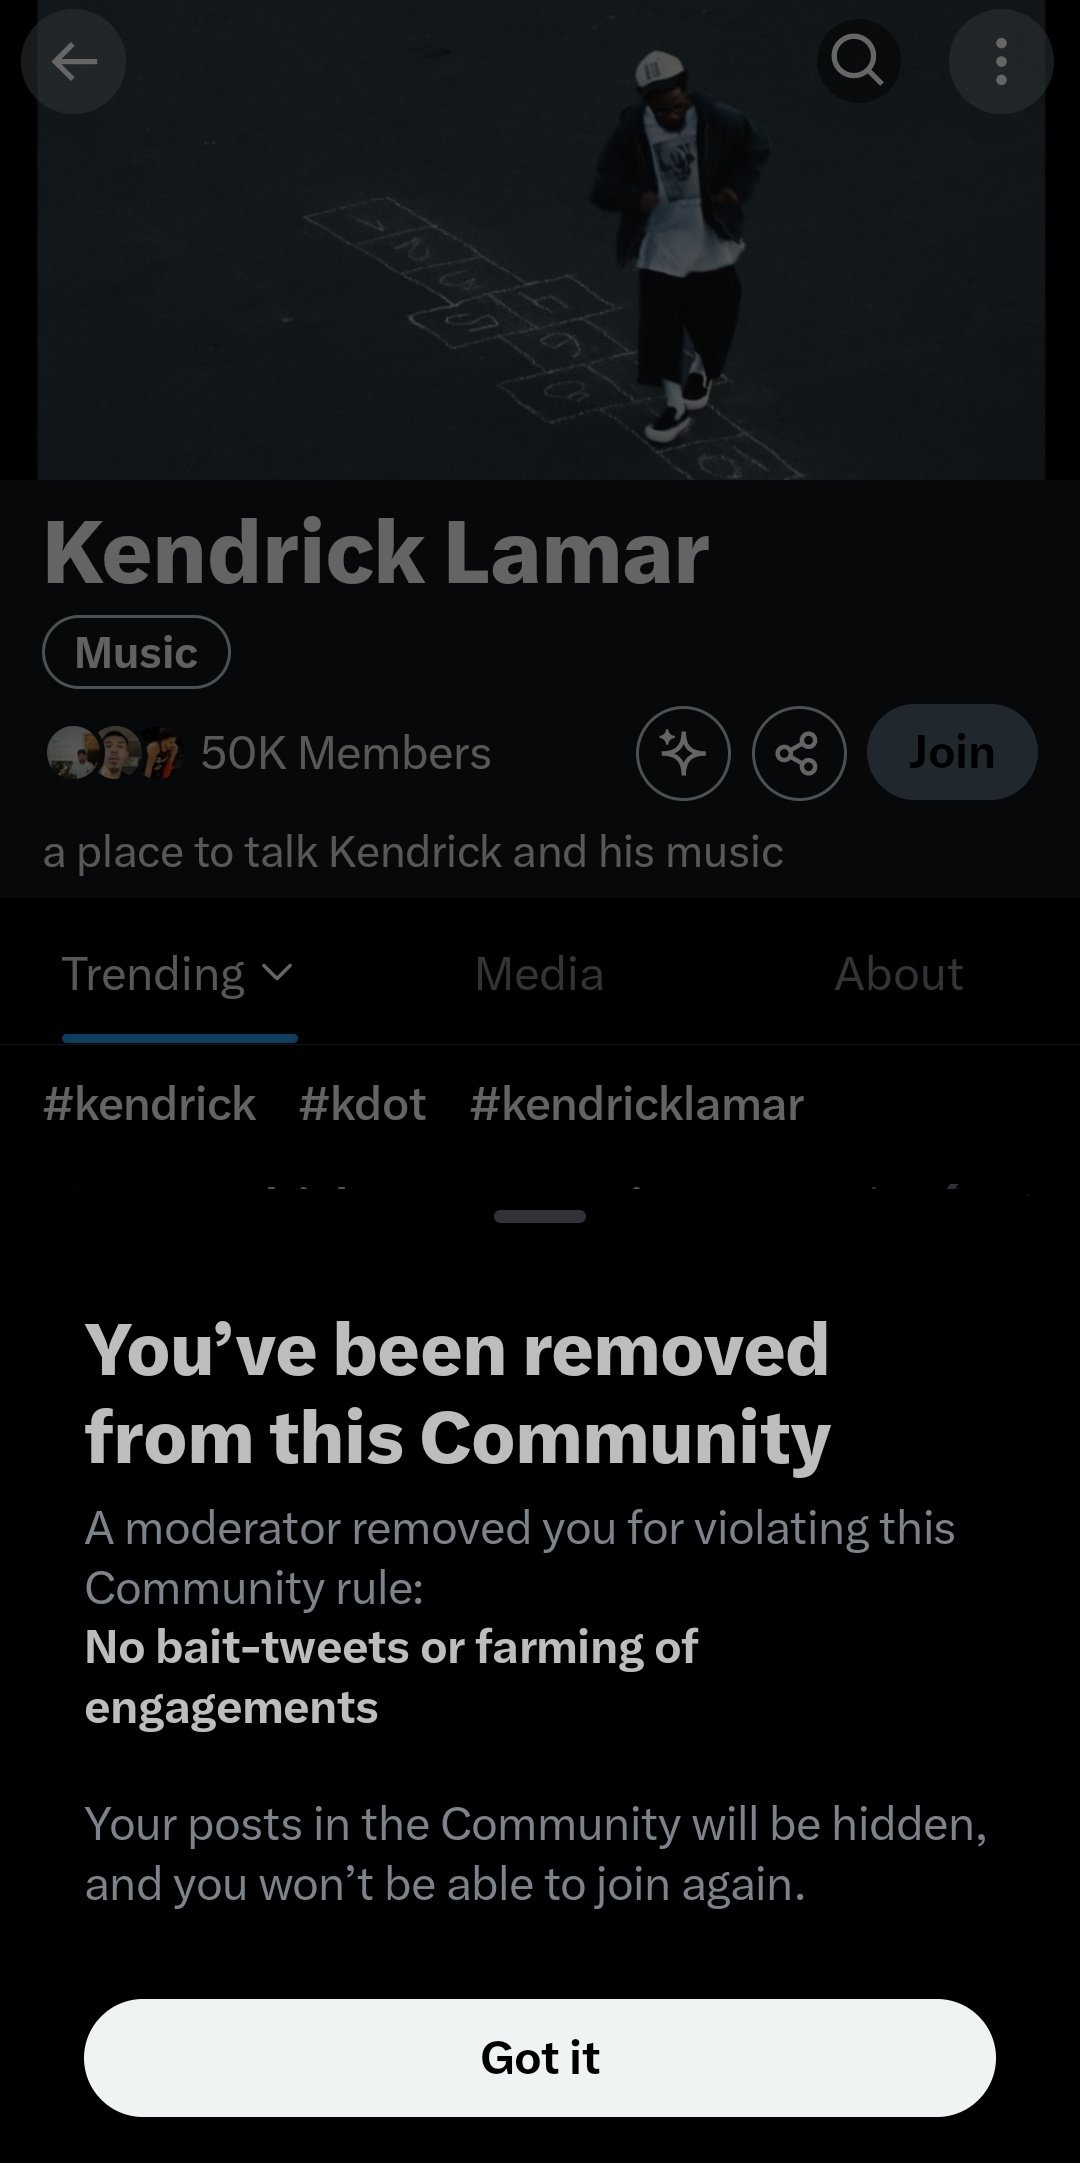 Kendrick Lamar
Music
50K Members
Join
a place to talk Kendrick and his music
Trending
Media
About
#kendrick #kdot #kendricklamar
You’ve been removed
from this Community
A moderator removed you for violating this
Community rule:
No bait-tweets or farming of
engagements
Your posts in the Community will be hidden,
and you won’t be able to join again.
Got it